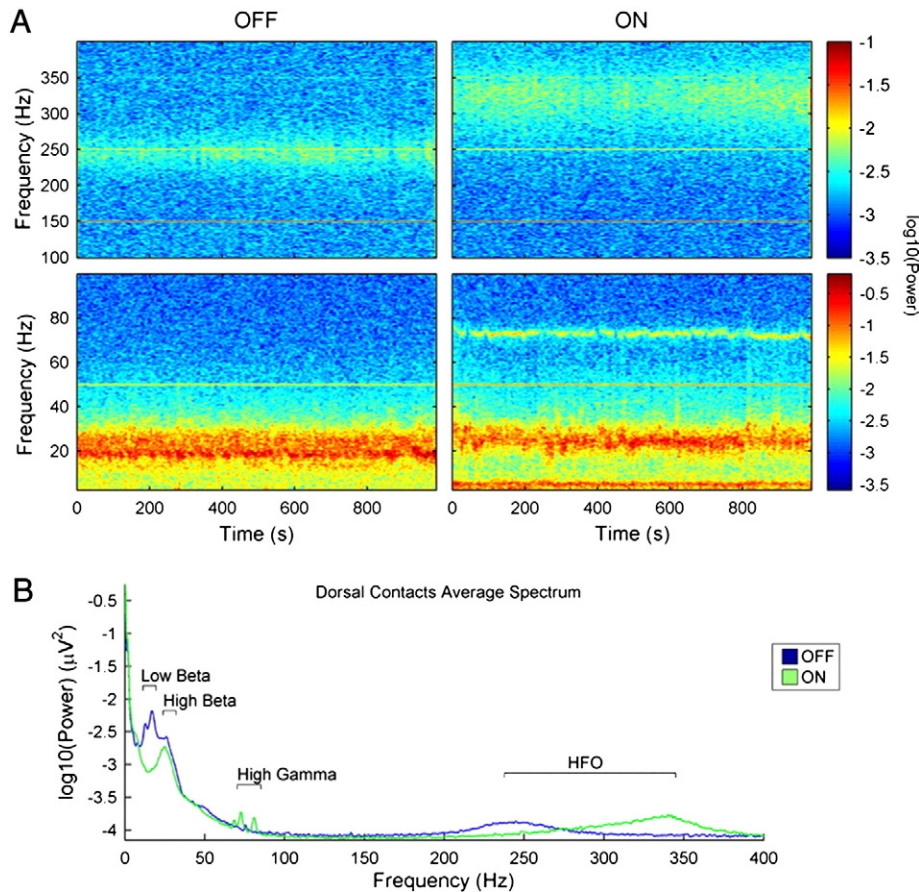 A
OFF
ON
Frequency (Hz)
350
300
250
200
150
100
-1
-1.5
-2
-2.5
-3
-3.5
log10(Power)
Frequency (Hz)
80
60
40
20
-0.5
-1
-1.5
-2
-2.5
-3
-3.5
0 200 400 600 800
0 200 400 600 800
Time (s)
Time (s)
B
Dorsal Contacts Average Spectrum
log10(Power) (μV²)
-0.5
-1
-1.5
-2
-2.5
-3
-3.5
-4
Low Beta
High Beta
High Gamma
HFO
OFF
ON
0 50 100 150 200 250 300 350 400
Frequency (Hz)